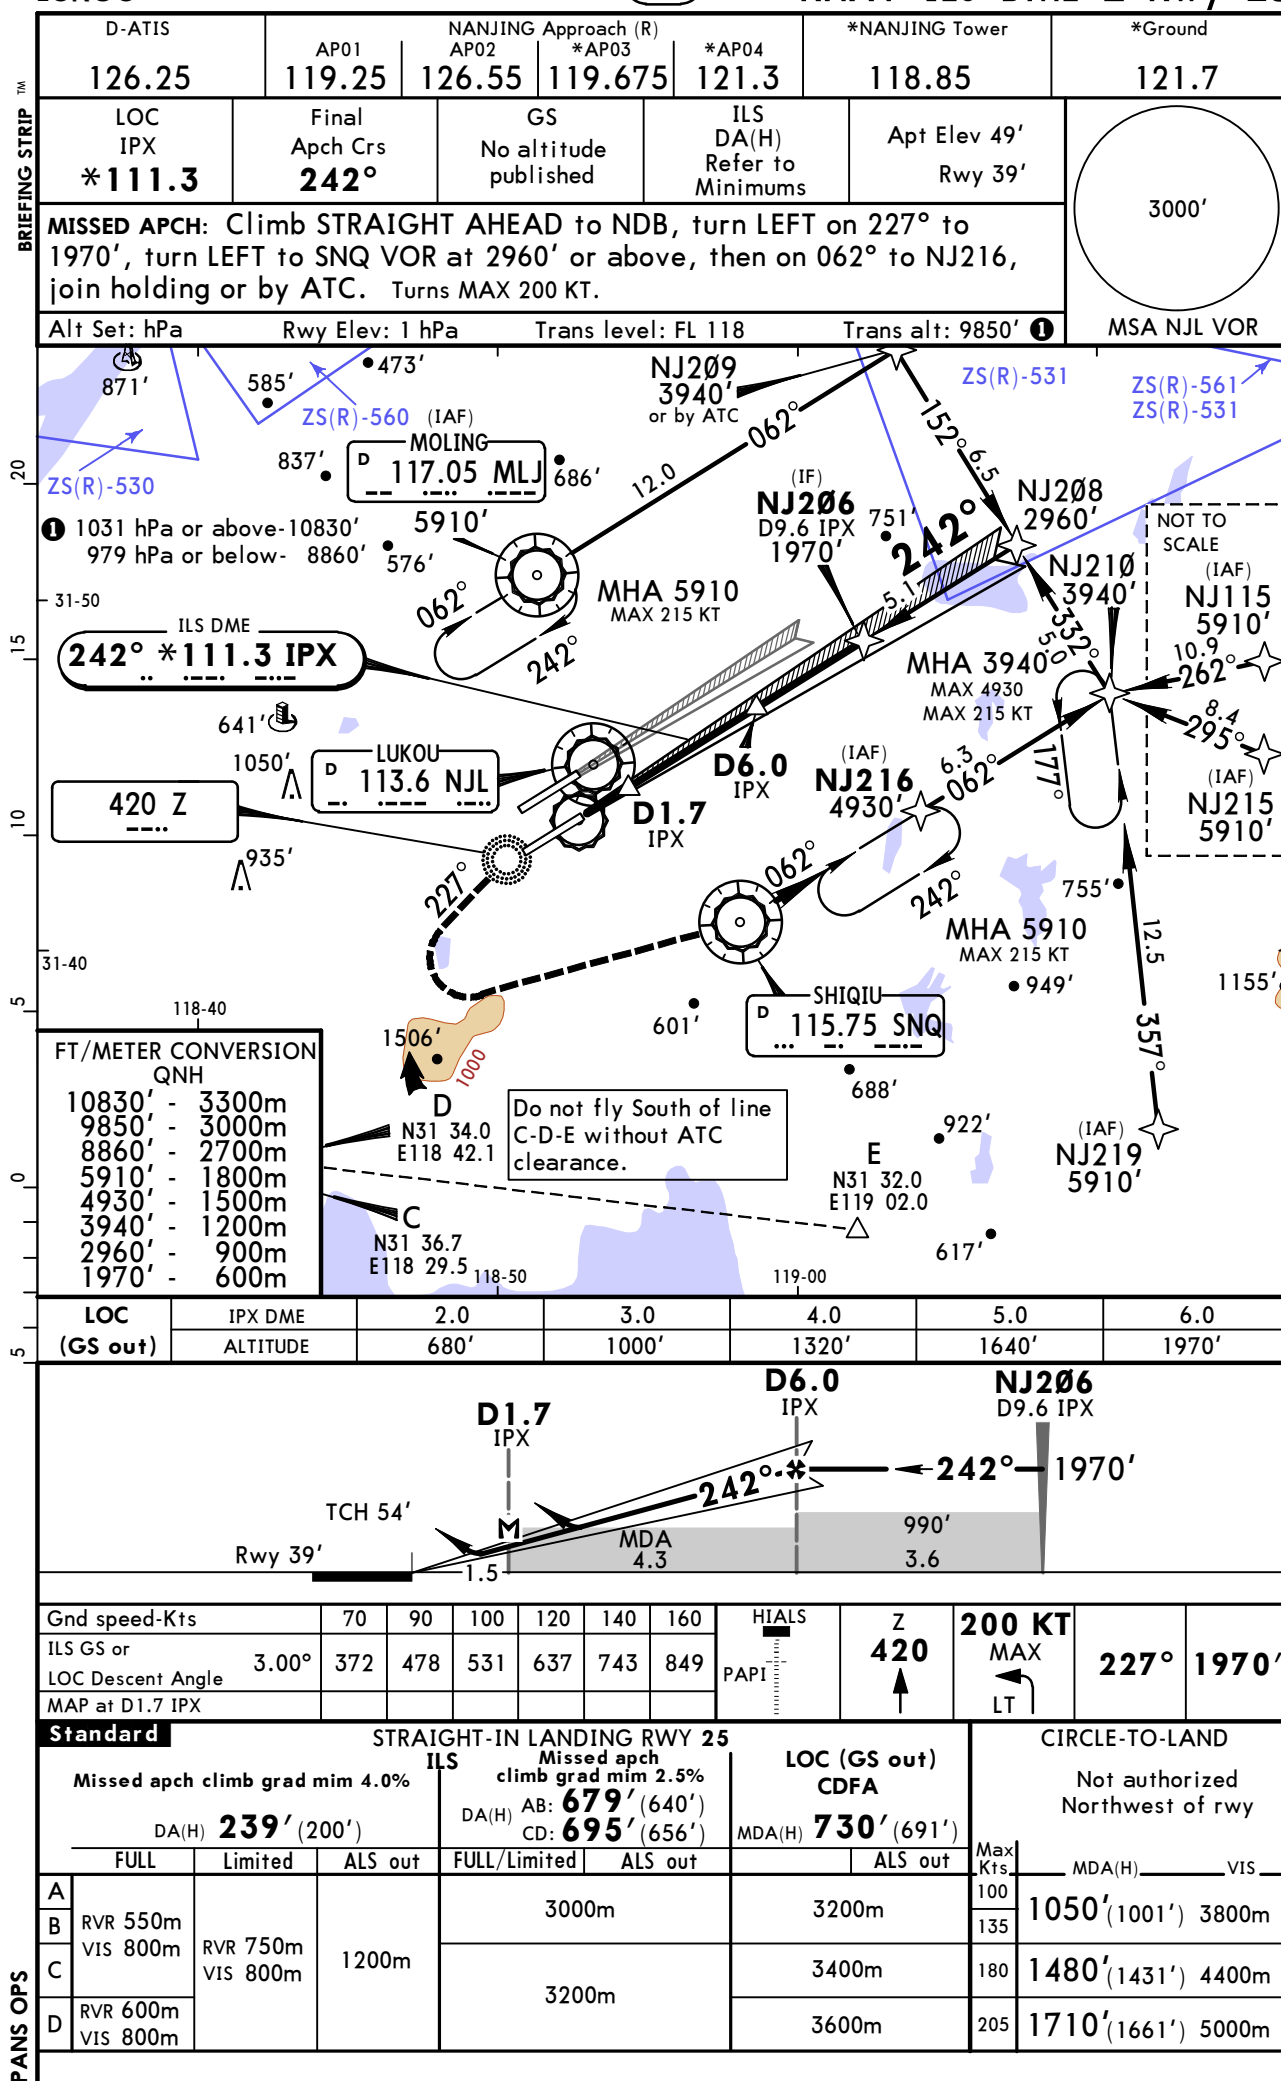 D-ATIS
126.25
NANJING Approach (R)
AP01 AP02 *AP03 *AP04
119.25 126.55 119.675 121.3
*NANJING Tower
118.85
*Ground
121.7
BRIEFING STRIP TM
LOC
IPX
*111.3
Final
Apch Crs
242°
GS
No altitude
published
ILS
DA(H)
Refer to
Minimums
Apt Elev 49'
Rwy 39'
3000'
MSA NJL VOR
MISSED APCH: Climb STRAIGHT AHEAD to NDB, turn LEFT on 227° to
1970', turn LEFT to SNQ VOR at 2960' or above, then on 062° to NJ216,
join holding or by ATC. Turns MAX 200 KT.
Alt Set: hPa Rwy Elev: 1 hPa Trans level: FL 118 Trans alt: 9850' 1
871'
585'
473'
ZS(R)-560
ZS(R)-530
837'
(IAF)
MOLING
D 117.05 MLJ
5910'
686'
NJ2Ø9
3940'
or by ATC
062°
12.0
152°
6.5
ZS(R)-531
ZS(R)-561
ZS(R)-531
1 1031 hPa or above-10830'
979 hPa or below- 8860'
576'
(IF)
NJ2Ø6
D9.6 IPX
1970'
751'
242°
5.1
NJ2Ø8
2960'
NJ21Ø
3940'
332°
5.0
NOT TO
SCALE
(IAF)
NJ115
5910'
10.9
262°
8.4
295°
(IAF)
NJ215
5910'
20
31-50
15
062°
242°
MHA 5910
MAX 215 KT
ILS DME
242° *111.3 IPX
641'
1050'
LUKOU
D 113.6 NJL
420 Z
935'
10
D6.0
IPX
D1.7
IPX
MHA 3940
MAX 4930
MAX 215 KT
177°
(IAF)
NJ216
4930'
6.3
062°
062°
242°
227°
MHA 5910
MAX 215 KT
755'
12.5
357°
949'
1155'
31-40
5
118-40
SHIQIU
D 115.75 SNQ
601'
688'
1506'
1000
922'
(IAF)
NJ219
5910'
FT/METER CONVERSION
QNH
10830' - 3300m
9850' - 3000m
8860' - 2700m
5910' - 1800m
4930' - 1500m
3940' - 1200m
2960' - 900m
1970' - 600m
D
N31 34.0
E118 42.1
Do not fly South of line
C-D-E without ATC
clearance.
E
N31 32.0
E119 02.0
C
N31 36.7
E118 29.5
617'
0
118-50
119-00
5
LOC
(GS out)
IPX DME 2.0 3.0 4.0 5.0 6.0
ALTITUDE 680' 1000' 1320' 1640' 1970'
D1.7
IPX
D6.0
IPX
NJ2Ø6
D9.6 IPX
242°
242°
1970'
TCH 54'
M
Rwy 39'
1.5
MDA
4.3
990'
3.6
Gnd speed-Kts 70 90 100 120 140 160
ILS GS or
LOC Descent Angle 3.00° 372 478 531 637 743 849
MAP at D1.7 IPX
HIALS
PAPI
Z
420
200 KT
MAX
LT
227°
1970'
Standard
STRAIGHT-IN LANDING RWY 25
ILS
Missed apch climb grad mim 4.0%
DA(H) 239' (200')
Missed apch
climb grad mim 2.5%
DA(H) AB: 679' (640')
CD: 695' (656')
LOC (GS out)
CDFA
MDA(H) 730' (691')
CIRCLE-TO-LAND
Not authorized
Northwest of rwy
FULL Limited ALS out FULL/Limited ALS out ALS out
Max
Kts MDA(H) VIS
A
B
C
D
RVR 550m
VIS 800m
RVR 600m
VIS 800m
RVR 750m
VIS 800m
1200m
3000m
3200m
3200m
3400m
3600m
100
135
1050' (1001') 3800m
180 1480' (1431') 4400m
205 1710' (1661') 5000m
PANS OPS